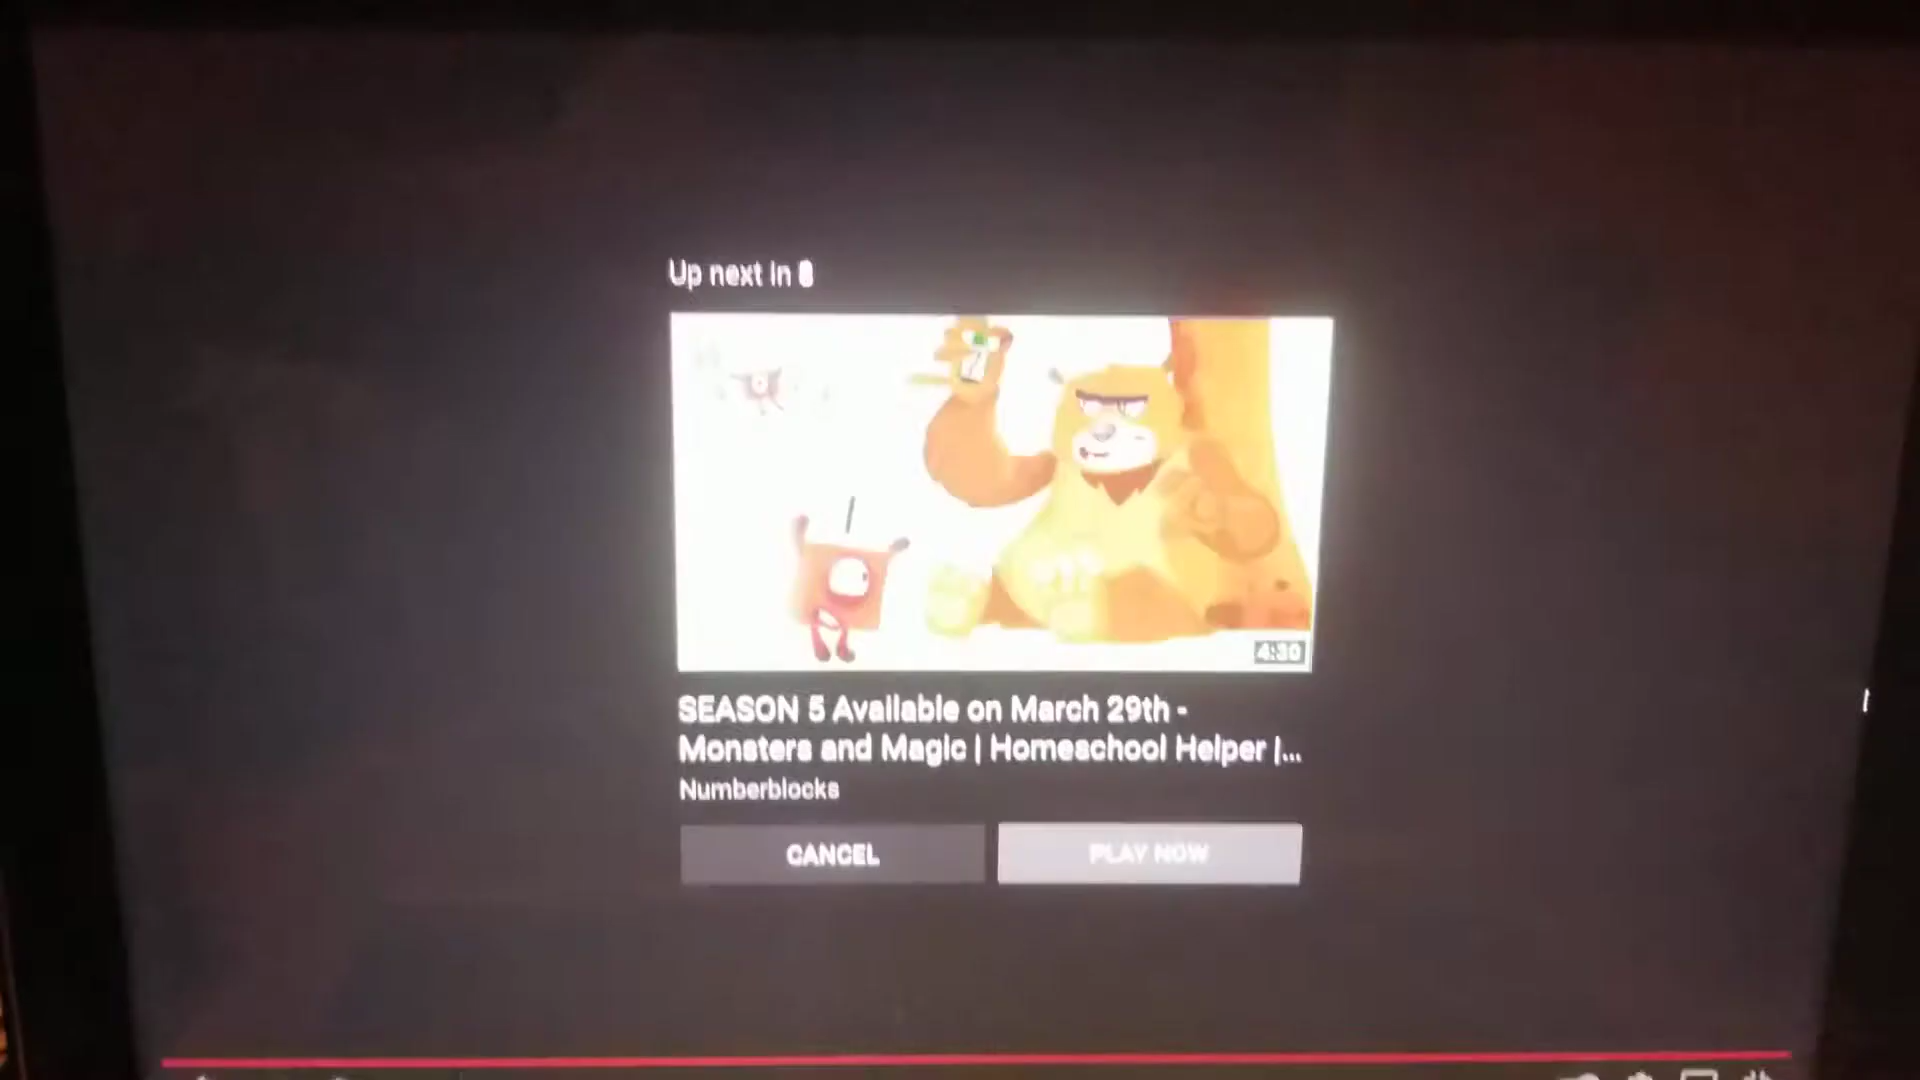 Up next in 8
4:30
SEASON 5 Available on March 29th -
Monsters and Magic | Homeschool Helper |...
Numberblocks
CANCEL
PLAY NOW